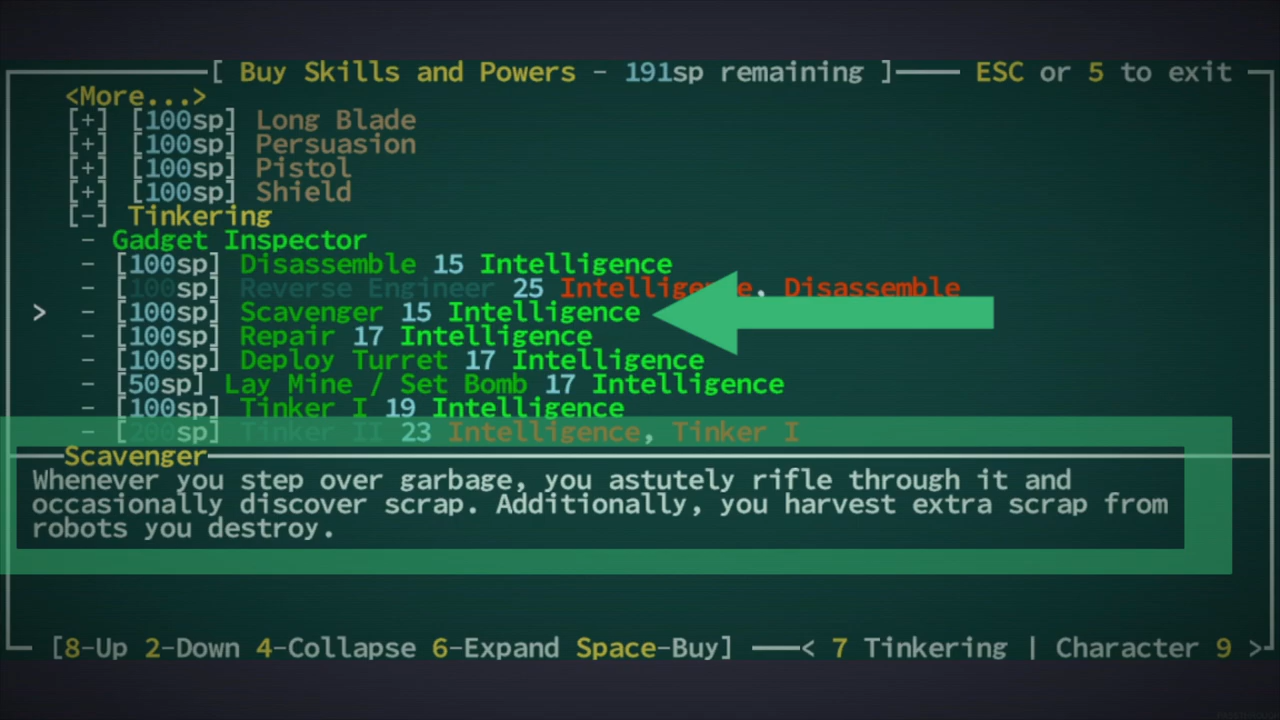 [ Buy Skills and Powers - 191sp remaining ] ESC or 5 to exit
<More...>
[+] [100sp] Long Blade
[+] [100sp] Persuasion
[+] [100sp] Pistol
[+] [100sp] Shield
[-] Tinkering
- Gadget Inspector
- [100sp] Disassemble 15 Intelligence
- [100sp] Reverse Engineer 25 Intelligence, Disassemble
> - [100sp] Scavenger 15 Intelligence
- [100sp] Repair 17 Intelligence
- [100sp] Deploy Turret 17 Intelligence
- [50sp] Lay Mine / Set Bomb 17 Intelligence
- [100sp] Tinker I 19 Intelligence
- [200sp] Tinker II 23 Intelligence, Tinker I
Scavenger
Whenever you step over garbage, you astutely rifle through it and
occasionally discover scrap. Additionally, you harvest extra scrap from
robots you destroy.
[8-Up 2-Down 4-Collapse 6-Expand Space-Buy] < 7 Tinkering | Character 9 >